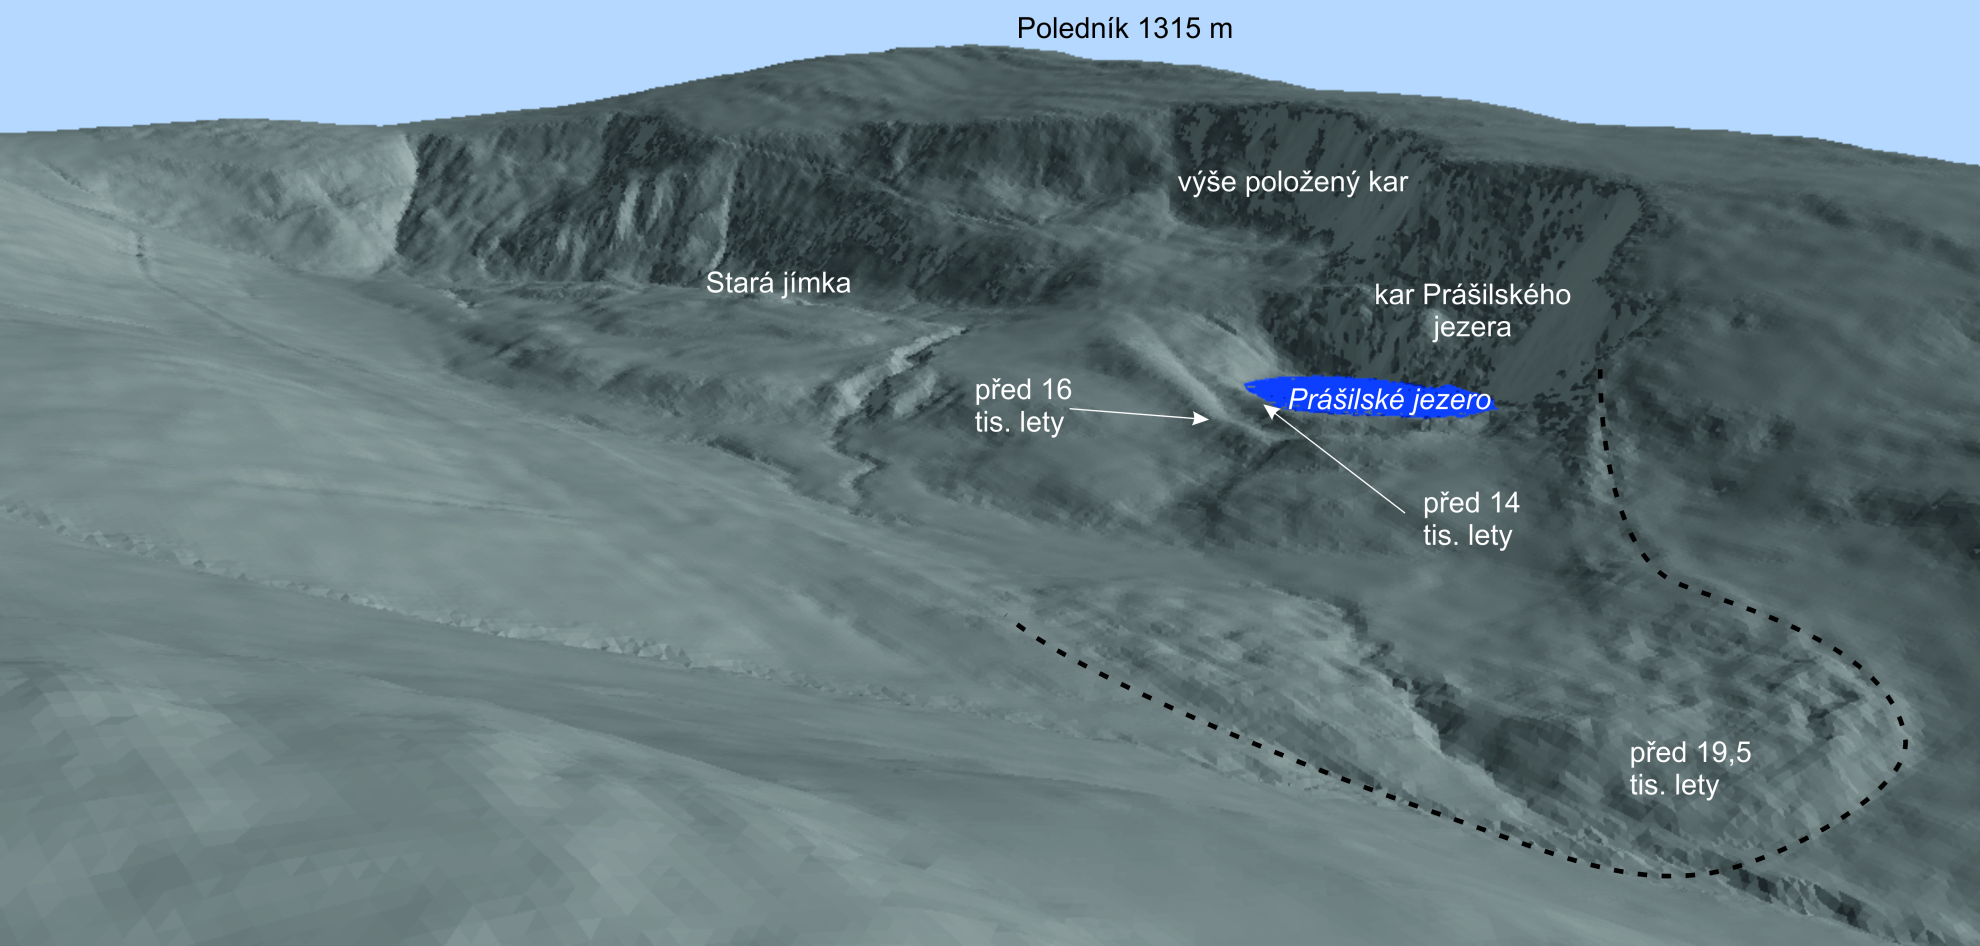 Poledník 1315 m
výše položený kar
Stará jímka
kar Prášilského
jezera
před 16
tis. lety
Prášilské jezero
před 14
tis. lety
před 19,5
tis. lety